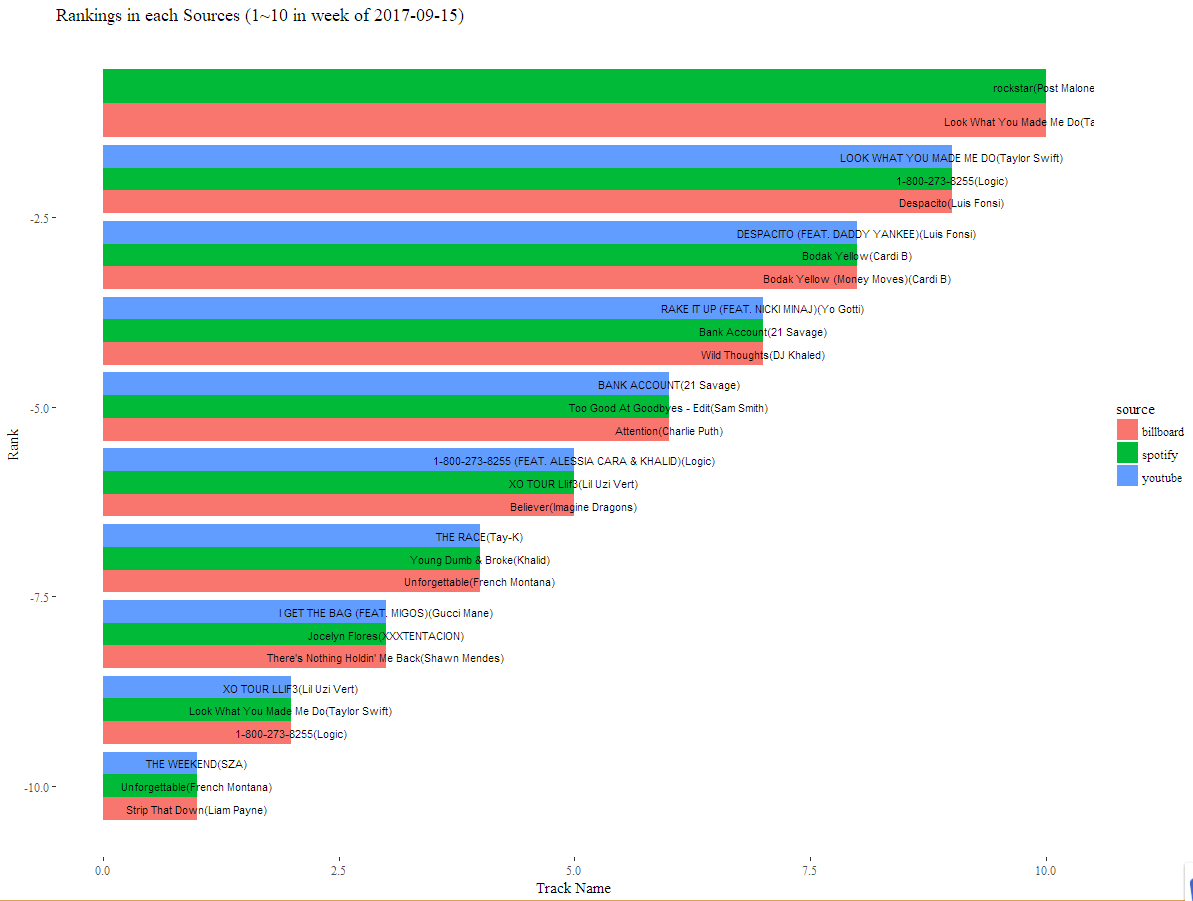 Rankings in each Sources (1~10 in week of 2017-09-15)
rockstar(Post Malone
Look What You Made Me Do(Ta
LOOK WHAT YOU MADE ME DO(Taylor Swift)
1-800-273-8255(Logic)
Despacito(Luis Fonsi)
-2.5
DESPACITO (FEAT. DADDY YANKEE)(Luis Fonsi)
Bodak Yellow(Cardi B)
Bodak Yellow (Money Moves)(Cardi B)
RAKE IT UP (FEAT. NICKI MINAJ)(Yo Gotti)
Bank Account(21 Savage)
Wild Thoughts(DJ Khaled)
BANK ACCOUNT(21 Savage)
-5.0
Too Good At Goodbyes - Edit(Sam Smith)
Attention(Charlie Puth)
Rank
1-800-273-8255 (FEAT. ALESSIA CARA & KHALID)(Logic)
XO TOUR Llif3(Lil Uzi Vert)
Believer(Imagine Dragons)
THE RACE(Tay-K)
Young Dumb & Broke(Khalid)
Unforgettable(French Montana)
-7.5
I GET THE BAG (FEAT. MIGOS)(Gucci Mane)
Jocelyn Flores(XXXTENTACION)
There's Nothing Holdin' Me Back(Shawn Mendes)
XO TOUR LLIF3(Lil Uzi Vert)
Look What You Made Me Do(Taylor Swift)
1-800-273-8255(Logic)
THE WEEKEND(SZA)
-10.0
Unforgettable(French Montana)
Strip That Down(Liam Payne)
0.0
2.5
5.0
7.5
10.0
Track Name
source
billboard
spotify
youtube